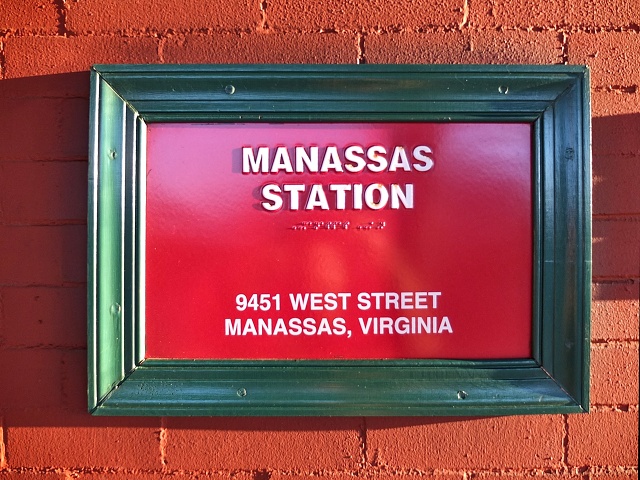 MANASSAS
STATION
9451 WEST STREET
MANASSAS, VIRGINIA